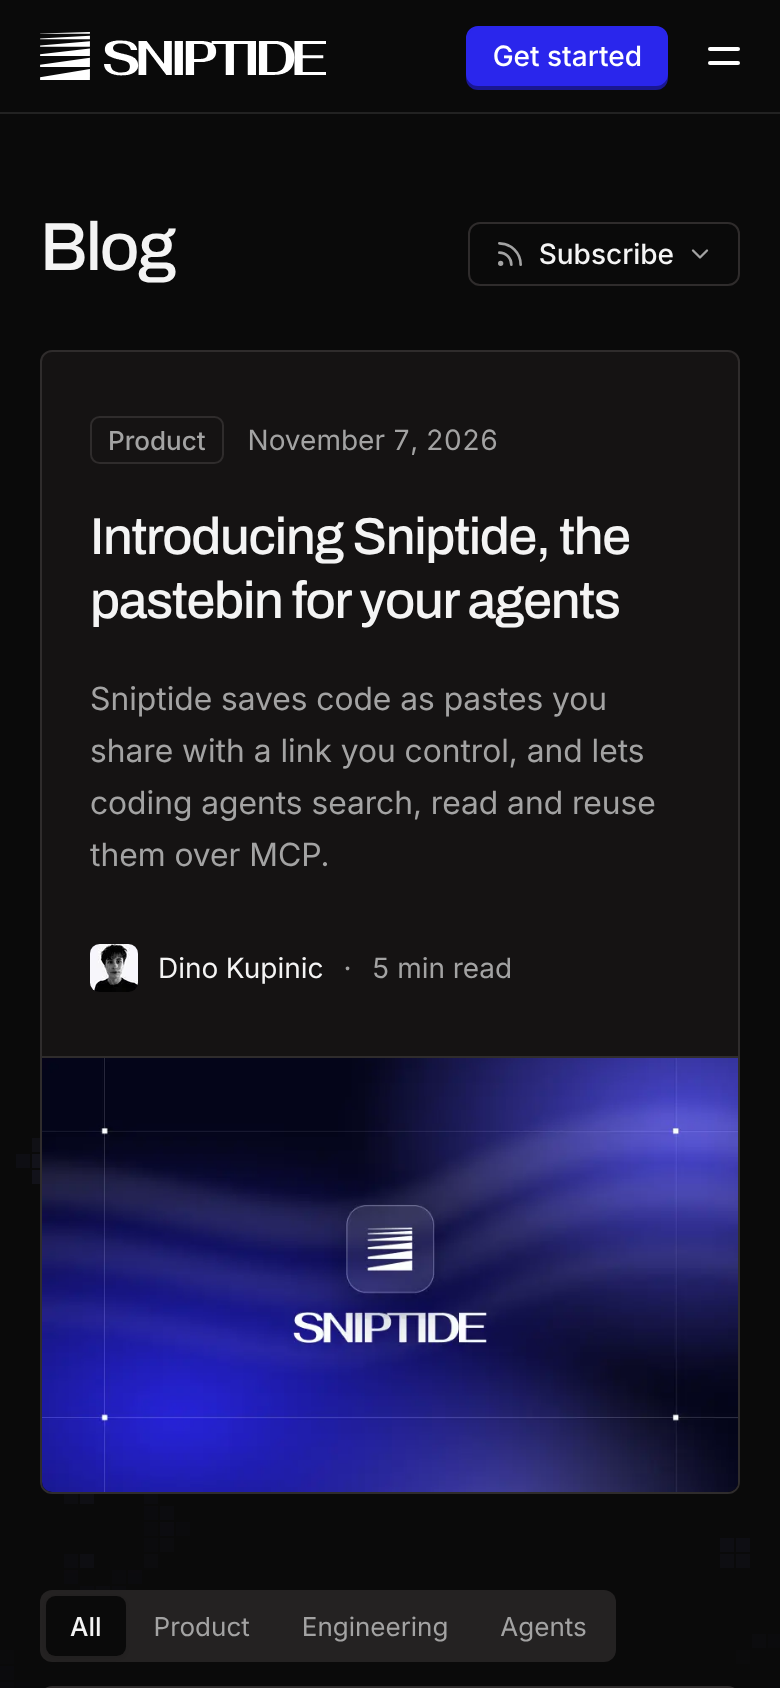 SNIPTIDE
Get started
Blog
Subscribe
Product
November 7, 2026
Introducing Sniptide, the
pastebin for your agents
Sniptide saves code as pastes you
share with a link you control, and lets
coding agents search, read and reuse
them over MCP.
Dino Kupinic · 5 min read
SNIPTIDE
All
Product
Engineering
Agents